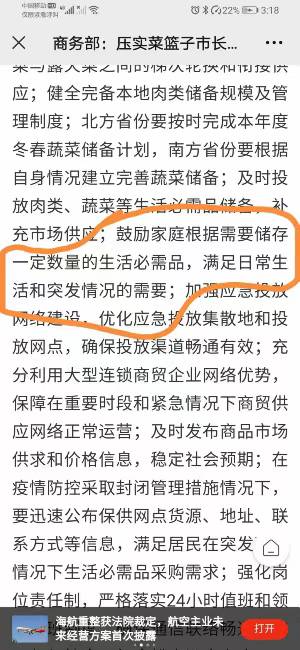 中国移动
仅限紧急呼叫
22%
3:18
商务部：压实菜篮子市长...
菜与露天菜之间的梯次轮换和衔接供
应；健全完备本地肉类储备规模及管
理制度；北方省份要按时完成本年度
冬春蔬菜储备计划，南方省份要根据
自身情况建立完善蔬菜储备；及时投
放肉类、蔬菜等生活必需品储备，补
充市场供应；鼓励家庭根据需要储存
一定数量的生活必需品，满足日常生
活和突发情况的需要；加强应急投放
网络建设，优化应急投放集散地和投
放网点，确保投放渠道畅通有效；充
分利用大型连锁商贸企业网络优势，
保障在重要时段和紧急情况下商贸供
应网络正常运营；及时发布商品市场
供求和价格信息，稳定社会预期；在
疫情防控采取封闭管理措施情况下，
要迅速公布保供网点货源、地址、联
系方式等信息，满足居民在突发
情况下生活必需品采购需求；强化岗
位责任制，严格落实24小时值班和领
海航重整获法院裁定，航空主业未
来经营方案首次披露
打开
通信联络畅通